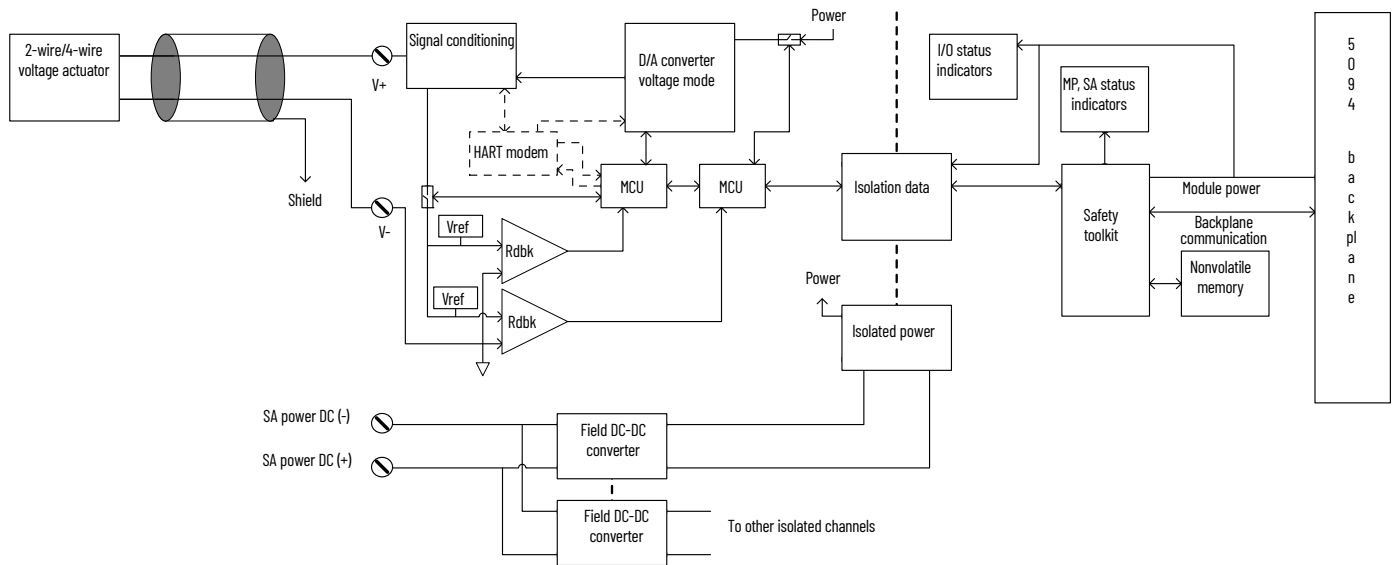 2-wire/4-wire
voltage actuator
Shield
V+
V-
Signal conditioning
HART modem
D/A converter
voltage mode
Power
MCU
MCU
Vref
Rdbk
Vref
Rdbk
Isolation data
Power
Isolated power
I/O status
indicators
MP, SA status
indicators
Safety
toolkit
Module power
Backplane
communication
Nonvolatile
memory
5
0
9
4
b
a
c
k
pl
a
n
e
SA power DC (-)
SA power DC (+)
Field DC-DC
converter
Field DC-DC
converter
To other isolated channels